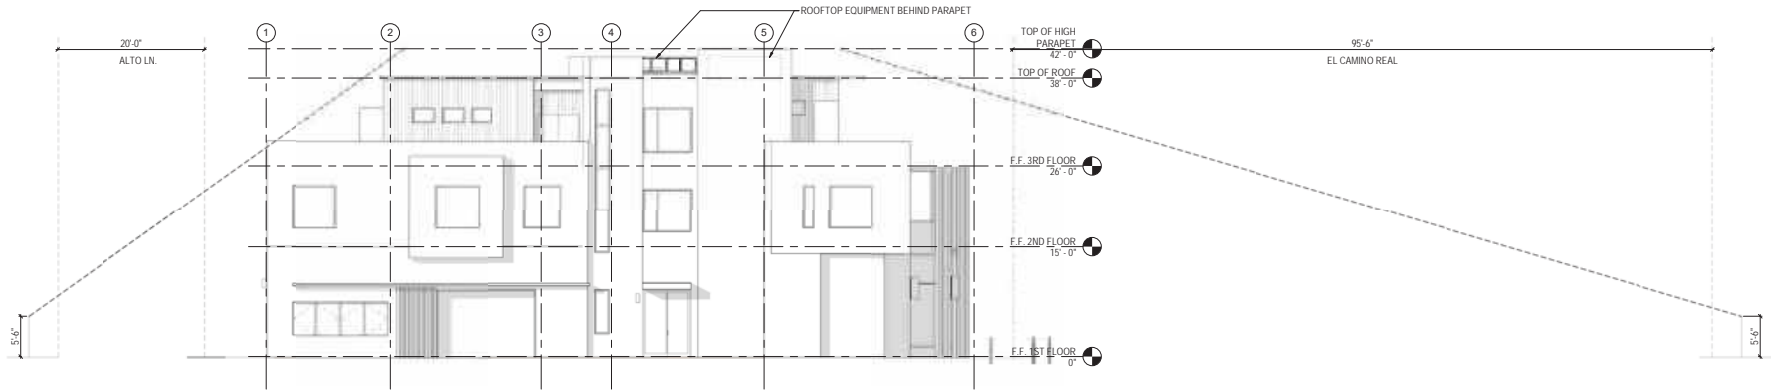 ROOFTOP EQUIPMENT BEHIND PARAPET
1
2
3
4
5
6
TOP OF HIGH
PARAPET
42' - 0"
20'-0"
ALTO LN.
95'-6"
EL CAMINO REAL
TOP OF ROOF
38' - 0"
F.F. 3RD FLOOR
26' - 0"
F.F. 2ND FLOOR
15' - 0"
5'-6"
5'-6"
F.F. 1ST FLOOR
0"